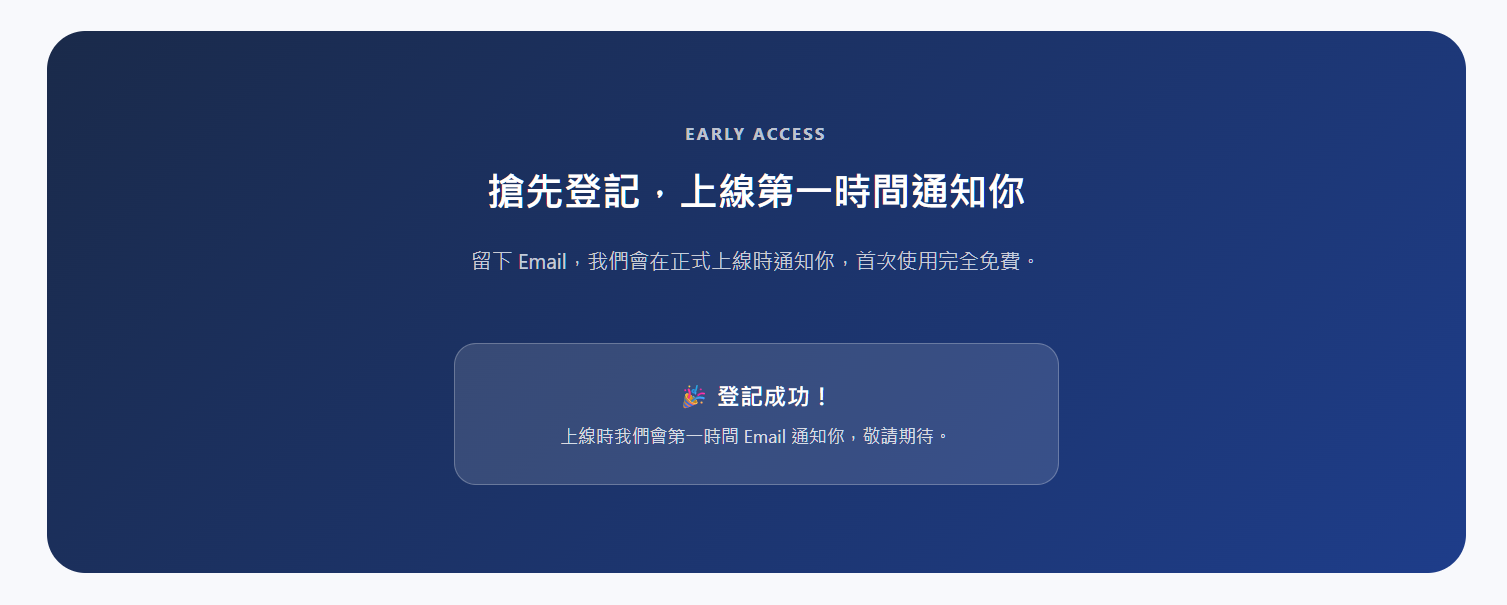 EARLY ACCESS
搶先登記，上線第一時間通知你
留下 Email，我們會在正式上線時通知你，首次使用完全免費。
🎉 登記成功！
上線時我們會第一時間 Email 通知你，敬請期待。